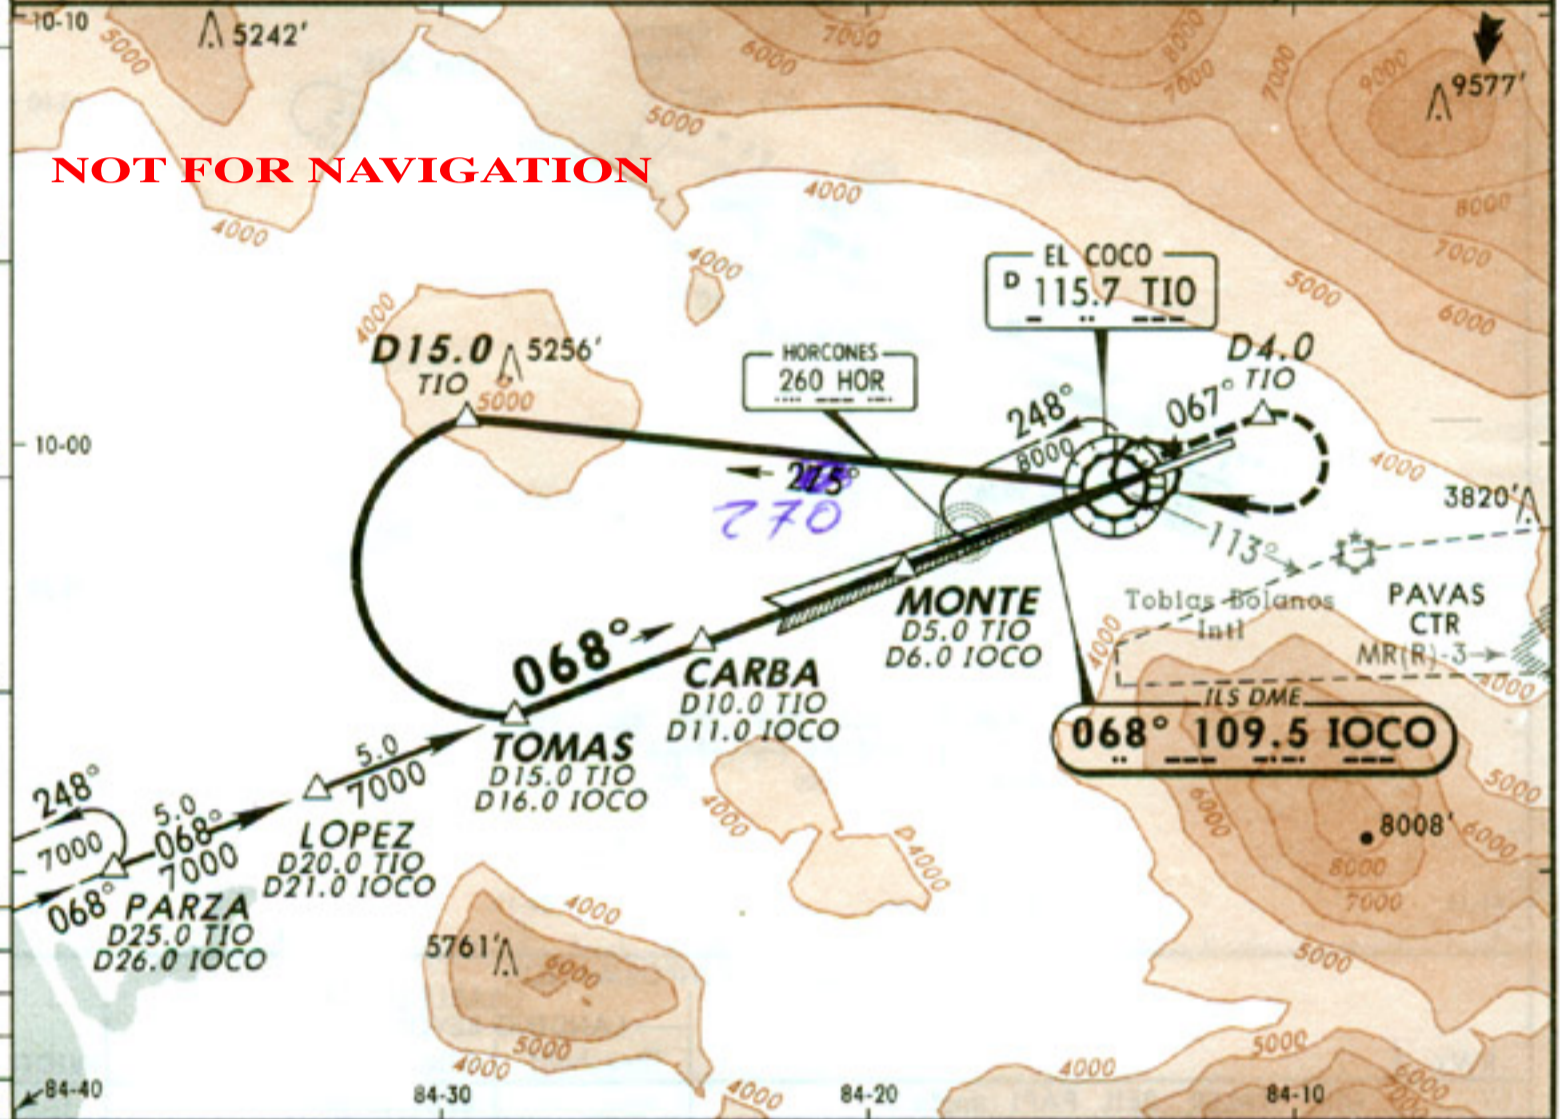 10-10
5242'
5000
7000
6000
8000
7000
7000
9000
9577'
NOT FOR NAVIGATION
5000
4000
4000
8000
7000
6000
5000
4000
EL COCO
D 115.7 TIO
4000
D15.0
TIO
5256'
5000
HORCONES
260 HOR
D4.0
TIO
067°
248°
8000
10-00
270
4000
3820'
113°
Tobias Bolanos
Intl
PAVAS
CTR
MR(R)-3
4000
4000
MONTE
D5.0 TIO
D6.0 IOCO
068°
CARBA
D10.0 TIO
D11.0 IOCO
ILS DME
068° 109.5 IOCO
TOMAS
D15.0 TIO
D16.0 IOCO
5.0
7000
LOPEZ
D20.0 TIO
D21.0 IOCO
248°
7000
5.0
068°
7000
068°
PARZA
D25.0 TIO
D26.0 IOCO
4000
4000
5000
6000
6000
8008'
8000
7000
5000
4000
5761'
6000
5000
4000
4000
4000
5000
6000
84-40
84-30
84-20
84-10